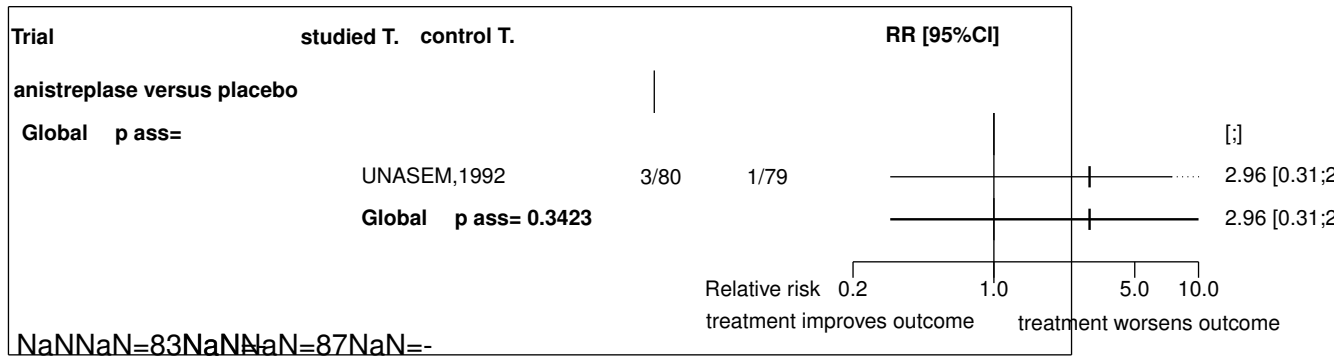 Trial studied T. control T. RR [95%CI]
anistreplase versus placebo
Global p ass= [;]
UNASEM,1992 3/80 1/79 2.96 [0.31;2
Global p ass= 0.3423 2.96 [0.31;2
Relative risk 0.2 1.0 5.0 10.0
treatment improves outcome treatment worsens outcome
NaNNaN=83NaNNaN=87NaN=-